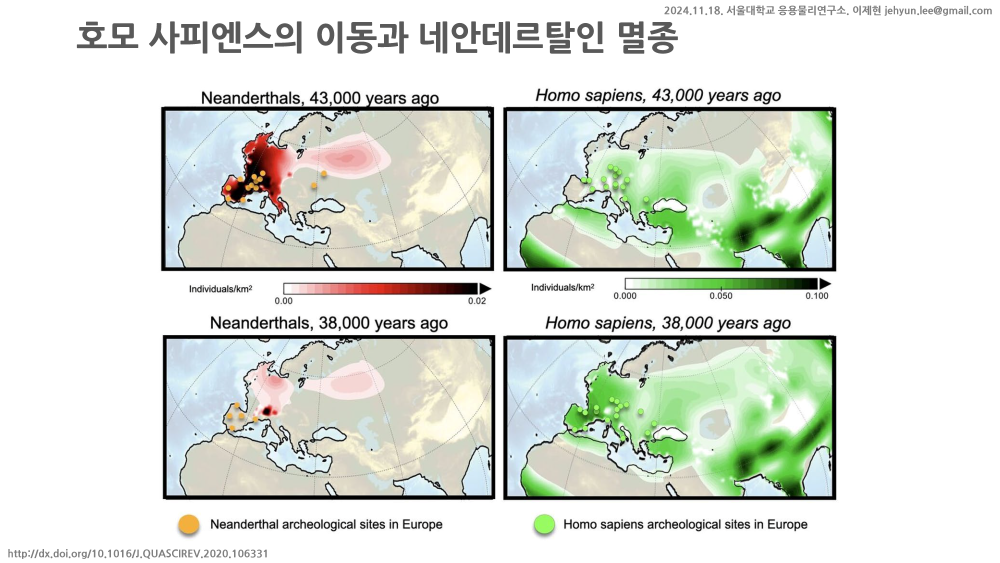 2024.11.18. 서울대학교 응용물리연구소. 이제현 jehyun.lee@gmail.com
호모 사피엔스의 이동과 네안데르탈인 멸종
Neanderthals, 43,000 years ago
Homo sapiens, 43,000 years ago
Individuals/km²
0.00
0.02
Individuals/km²
0.000
0.050
0.100
Neanderthals, 38,000 years ago
Homo sapiens, 38,000 years ago
Neanderthal archeological sites in Europe
Homo sapiens archeological sites in Europe
http://dx.doi.org/10.1016/J.QUASCIREV.2020.106331